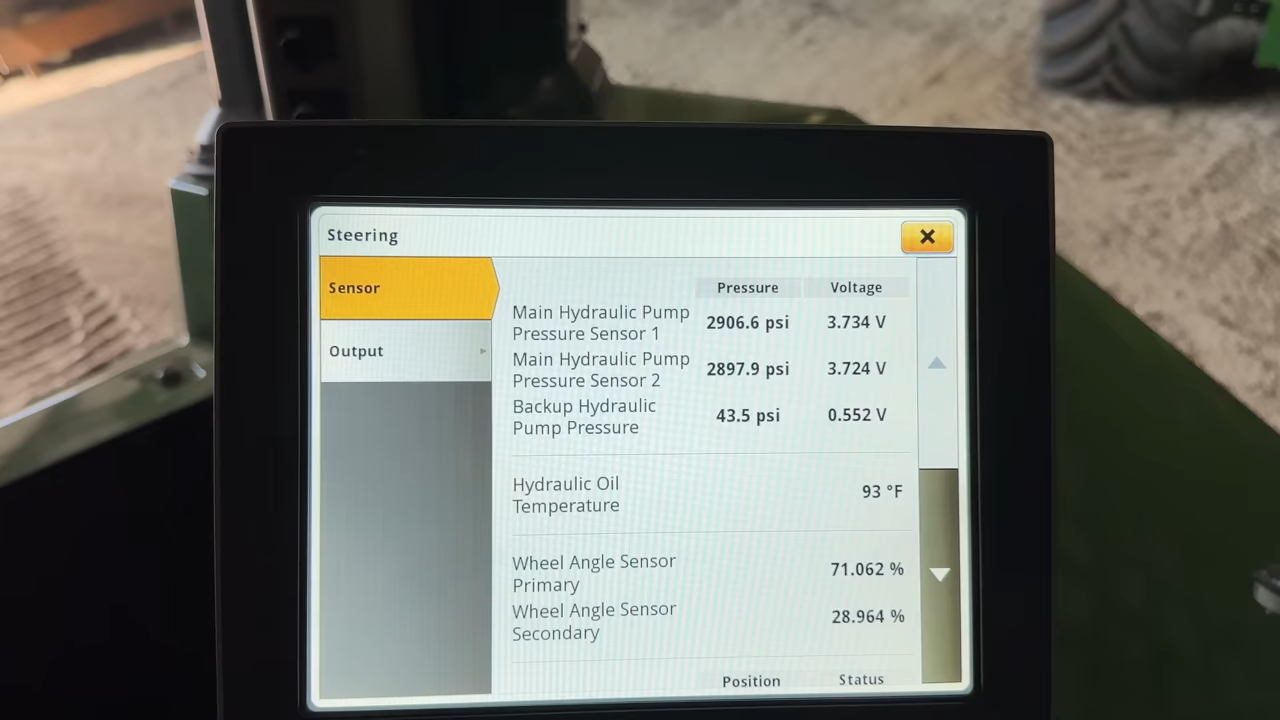 Steering
Sensor
Output
Pressure Voltage
Main Hydraulic Pump
Pressure Sensor 1
2906.6 psi 3.734 V
Main Hydraulic Pump
Pressure Sensor 2
2897.9 psi 3.724 V
Backup Hydraulic
Pump Pressure
43.5 psi 0.552 V
Hydraulic Oil
Temperature
93 °F
Wheel Angle Sensor
Primary
71.062 %
Wheel Angle Sensor
Secondary
28.964 %
Position Status